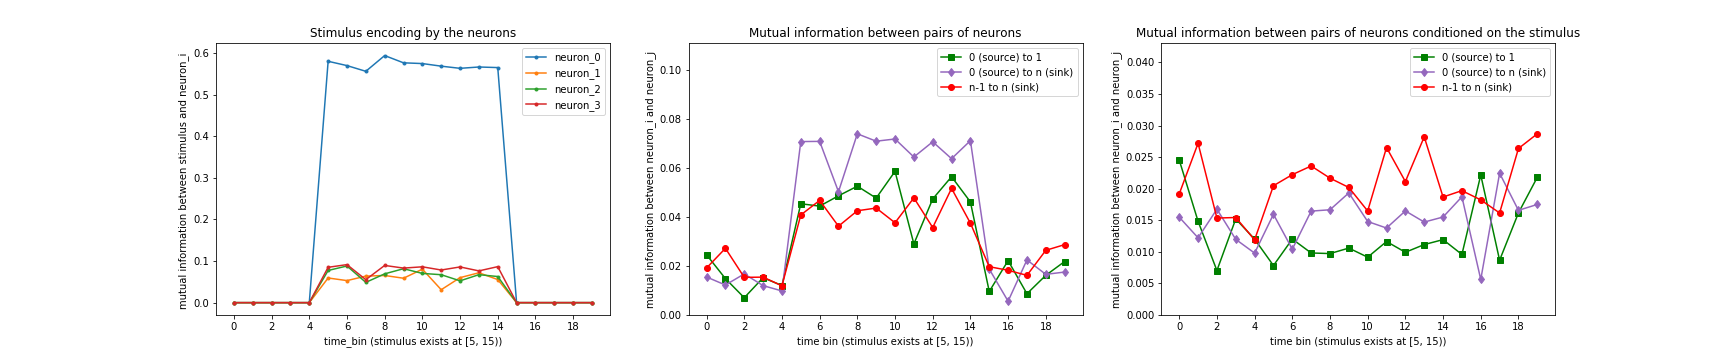 Stimulus encoding by the neurons
mutual information between stimulus and neuron_i
0.6
0.5
0.4
0.3
0.2
0.1
0.0
neuron_0
neuron_1
neuron_2
neuron_3
0 2 4 6 8 10 12 14 16 18
time_bin (stimulus exists at [5, 15))
Mutual information between pairs of neurons
mutual information between neuron_i and neuron_j
0.10
0.08
0.06
0.04
0.02
0.00
0 (source) to 1
0 (source) to n (sink)
n-1 to n (sink)
0 2 4 6 8 10 12 14 16 18
time bin (stimulus exists at [5, 15))
Mutual information between pairs of neurons conditioned on the stimulus
mutual information between neuron_i and neuron_j
0.040
0.035
0.030
0.025
0.020
0.015
0.010
0.005
0.000
0 (source) to 1
0 (source) to n (sink)
n-1 to n (sink)
0 2 4 6 8 10 12 14 16 18
time bin (stimulus exists at [5, 15))